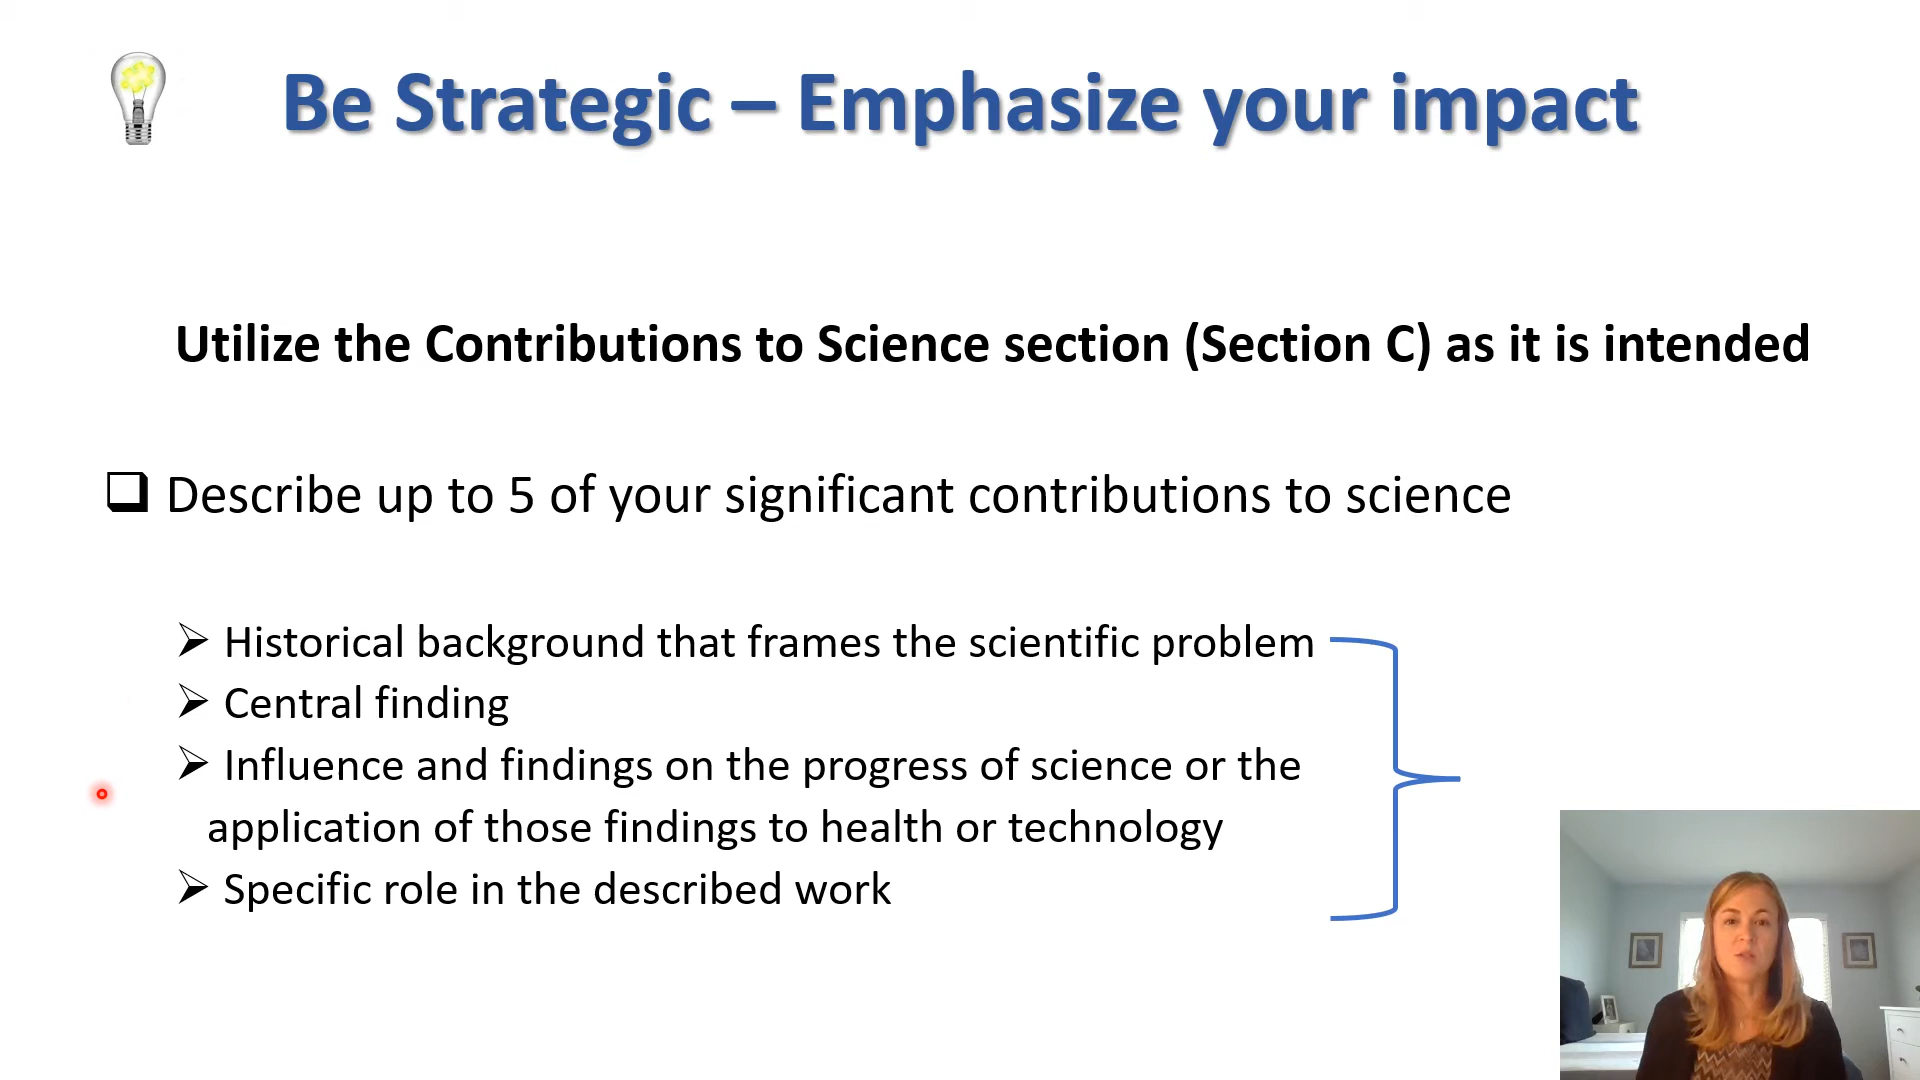 Be Strategic – Emphasize your impact
Utilize the Contributions to Science section (Section C) as it is intended
Describe up to 5 of your significant contributions to science
Historical background that frames the scientific problem
Central finding
Influence and findings on the progress of science or the
application of those findings to health or technology
Specific role in the described work